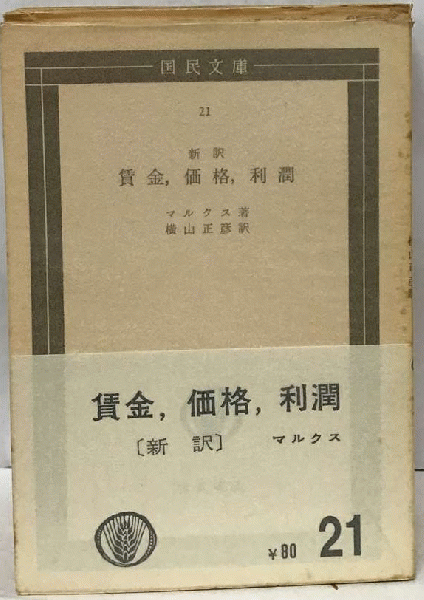 国民文庫
21
新訳
賃金, 価格, 利潤
マルクス著
横山正彦訳
賃金, 価格, 利潤
〔新訳〕 マルクス
¥80 21